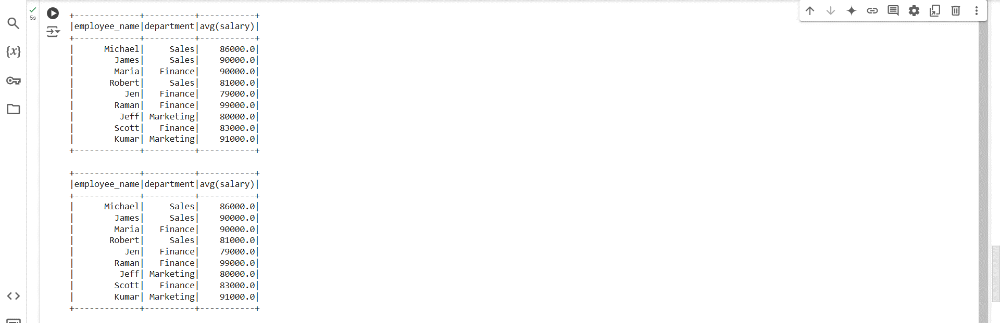 5s
{x}
+-------------+----------+-----------+
|employee_name|department|avg(salary)|
+-------------+----------+-----------+
|      Michael|     Sales|    86000.0|
|        James|     Sales|    90000.0|
|        Maria|   Finance|    90000.0|
|       Robert|     Sales|    81000.0|
|          Jen|   Finance|    79000.0|
|        Raman|   Finance|    99000.0|
|         Jeff| Marketing|    80000.0|
|        Scott|   Finance|    83000.0|
|        Kumar| Marketing|    91000.0|
+-------------+----------+-----------+
+-------------+----------+-----------+
|employee_name|department|avg(salary)|
+-------------+----------+-----------+
|      Michael|     Sales|    86000.0|
|        James|     Sales|    90000.0|
|        Maria|   Finance|    90000.0|
|       Robert|     Sales|    81000.0|
|          Jen|   Finance|    79000.0|
|        Raman|   Finance|    99000.0|
|         Jeff| Marketing|    80000.0|
|        Scott|   Finance|    83000.0|
|        Kumar| Marketing|    91000.0|
+-------------+----------+-----------+